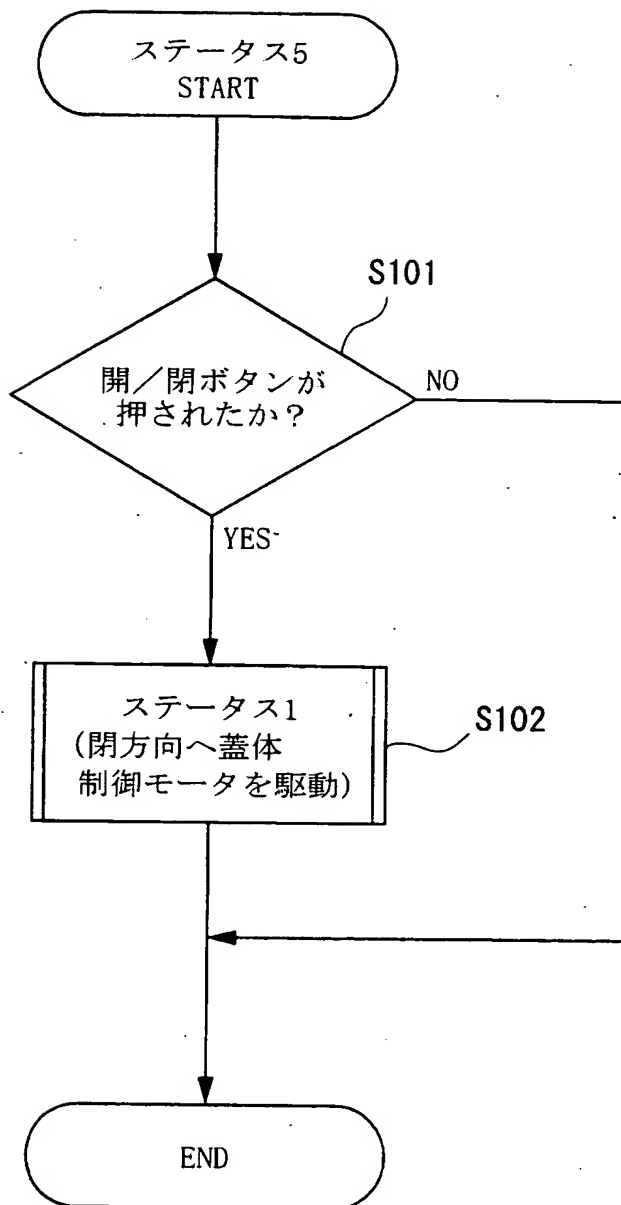 ステータス5
START
S101
開／閉ボタンが
押されたか？
NO
YES
ステータス1
(閉方向へ蓋体
制御モータを駆動)
S102
END